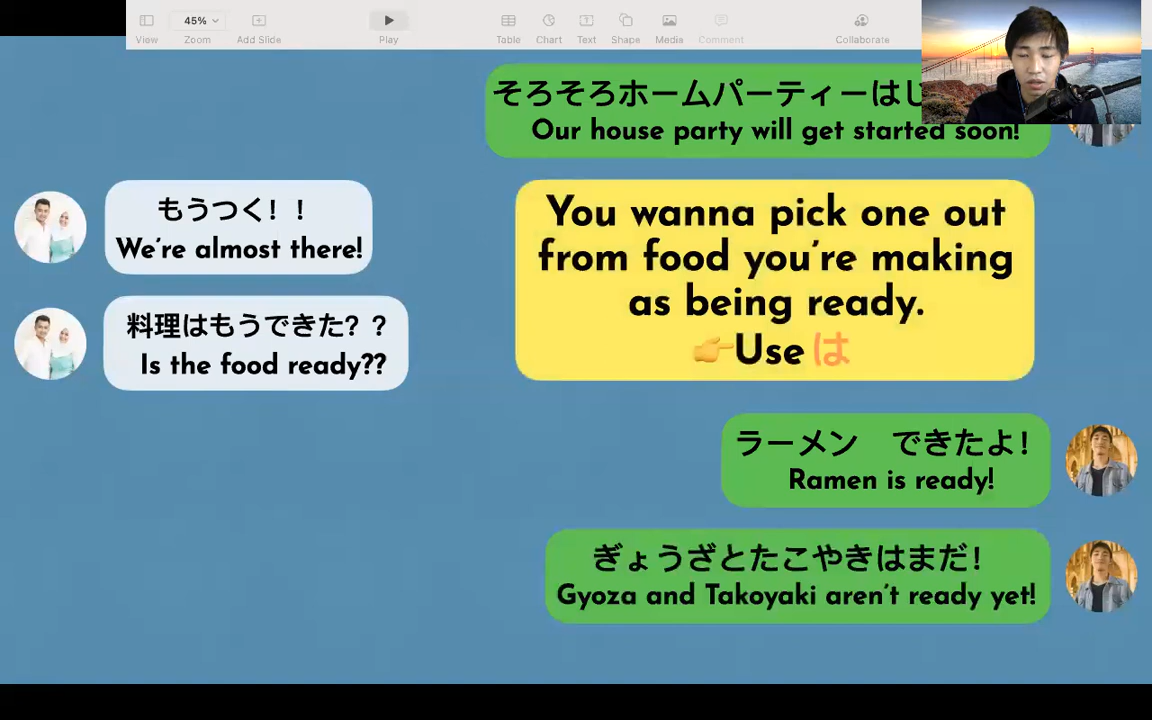 45%
View
Zoom
Add Slide
Play
Table
Chart
Text
Shape
Media
Comment
Collaborate
そろそろホームパーティーはじ
Our house party will get started soon!
もうつく！！
We're almost there!
You wanna pick one out
from food you're making
as being ready.
👉Use は
料理はもうできた？？
Is the food ready??
ラーメン　できたよ！
Ramen is ready!
ぎょうざとたこやきはまだ！
Gyoza and Takoyaki aren't ready yet!